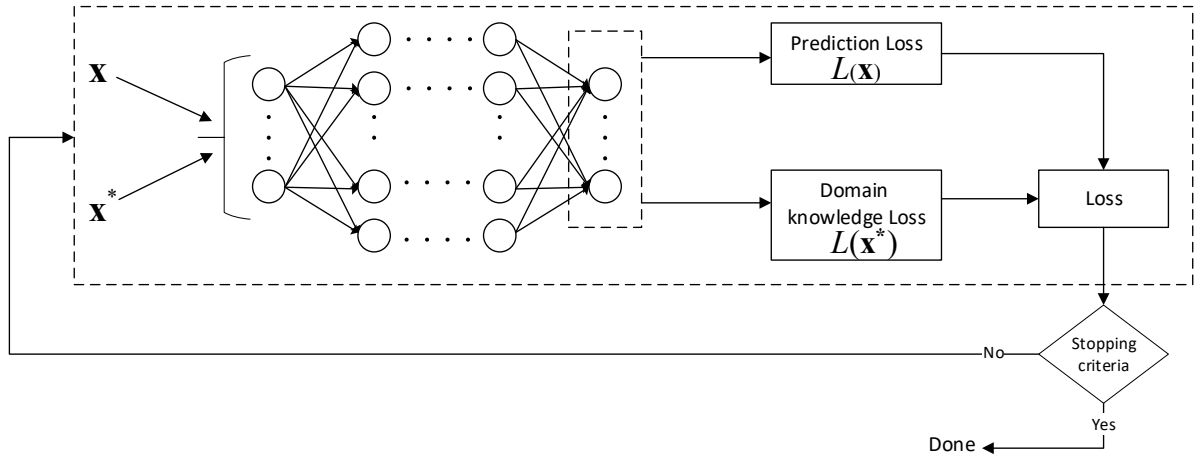 x
x*
Prediction Loss
L(x)
Domain
knowledge Loss
L(x*)
Loss
Stopping
criteria
No
Yes
Done